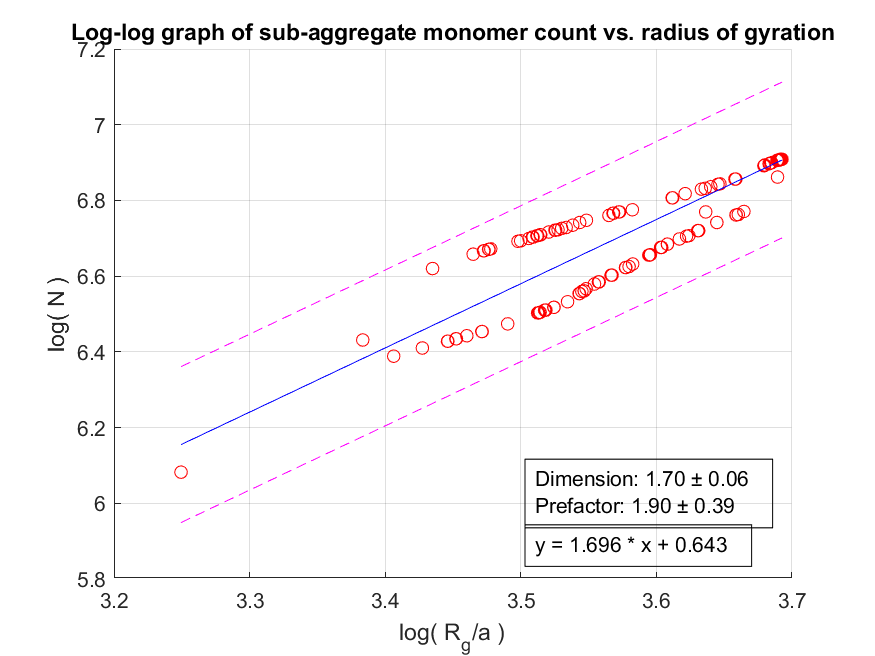 Log-log graph of sub-aggregate monomer count vs. radius of gyration
7.2
7
6.8
6.6
6.4
6.2
6
5.8
log( N )
Dimension: 1.70 ± 0.06
Prefactor: 1.90 ± 0.39
y = 1.696 * x + 0.643
3.2 3.3 3.4 3.5 3.6 3.7
log( Rg/a )